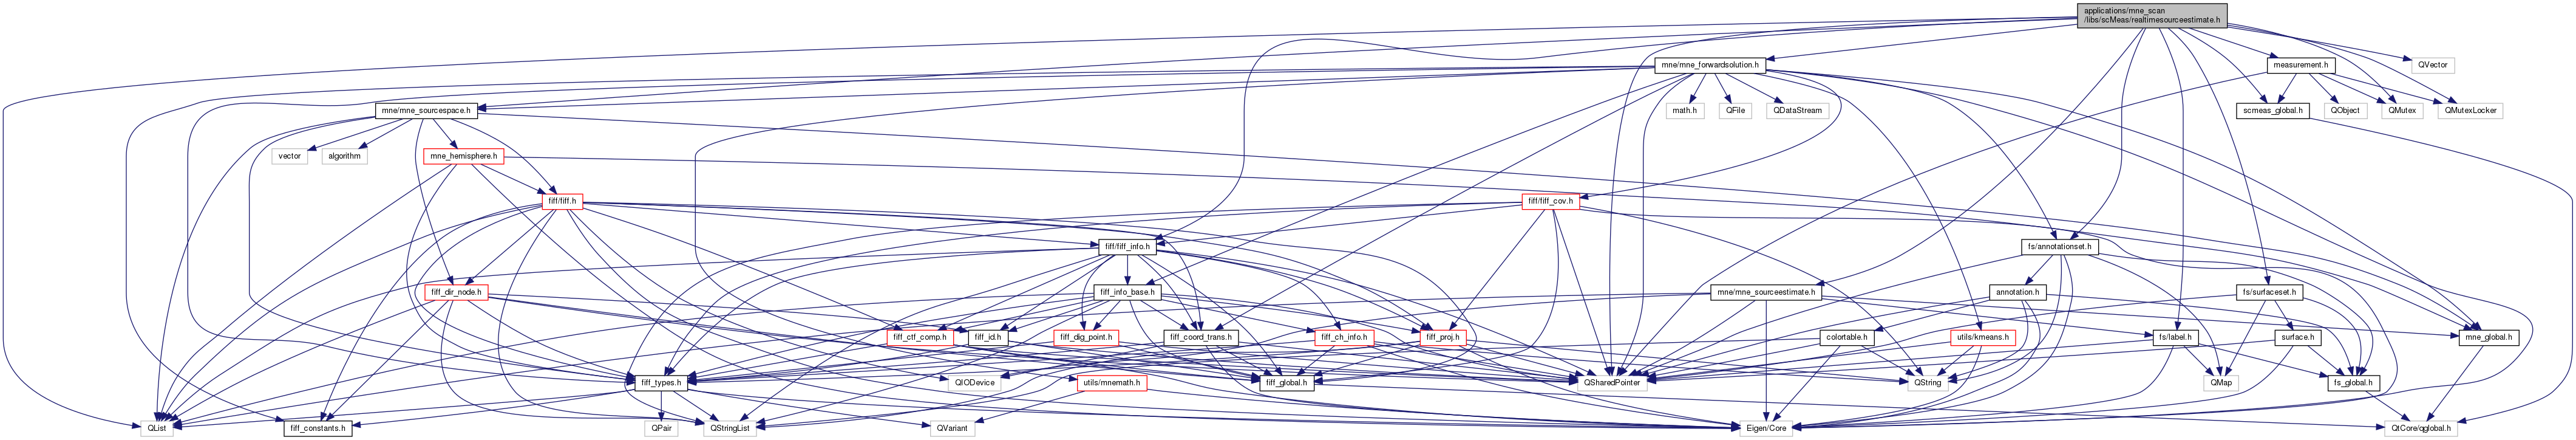 applications/mne_scan
/libs/scMeas/realtimesourceestimate.h
mne/mne_forwardsolution.h
measurement.h
QVector
mne/mne_sourcespace.h
math.h
QFile
QDataStream
scmeas_global.h
QObject
QMutex
QMutexLocker
vector
algorithm
mne_hemisphere.h
fiff/fiff.h
fiff/fiff_cov.h
fiff/fiff_info.h
fs/annotationset.h
fiff_dir_node.h
fiff_info_base.h
mne/mne_sourceestimate.h
annotation.h
fs/surfaceset.h
fiff_ctf_comp.h
fiff_id.h
fiff_dig_point.h
fiff_coord_trans.h
fiff_ch_info.h
fiff_proj.h
colortable.h
utils/kmeans.h
fs/label.h
surface.h
mne_global.h
fiff_types.h
QIODevice
utils/mnemath.h
fiff_global.h
QSharedPointer
QString
QMap
fs_global.h
QList
fiff_constants.h
QPair
QStringList
QVariant
Eigen/Core
QtCore/qglobal.h